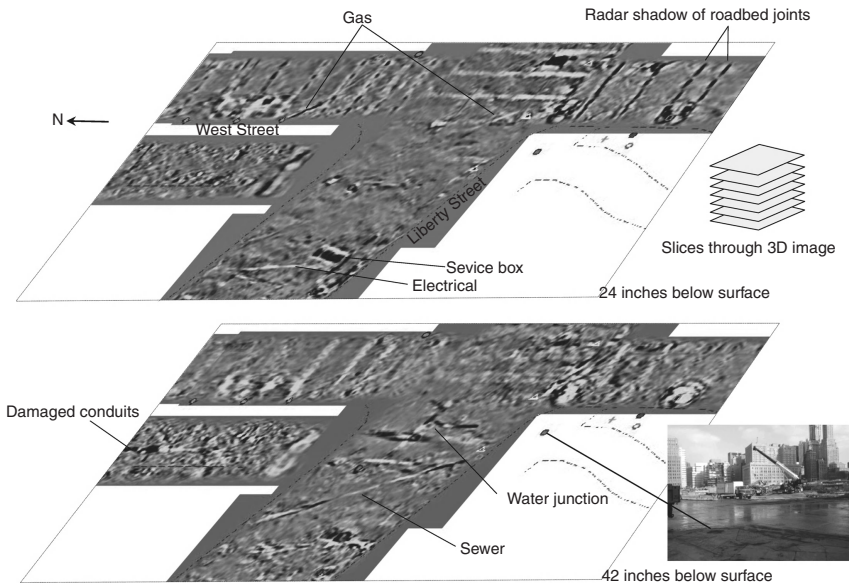 Gas
Radar shadow of roadbed joints
N
West Street
Liberty Street
Slices through 3D image
Sevice box
Electrical
24 inches below surface
Damaged conduits
Water junction
Sewer
42 inches below surface